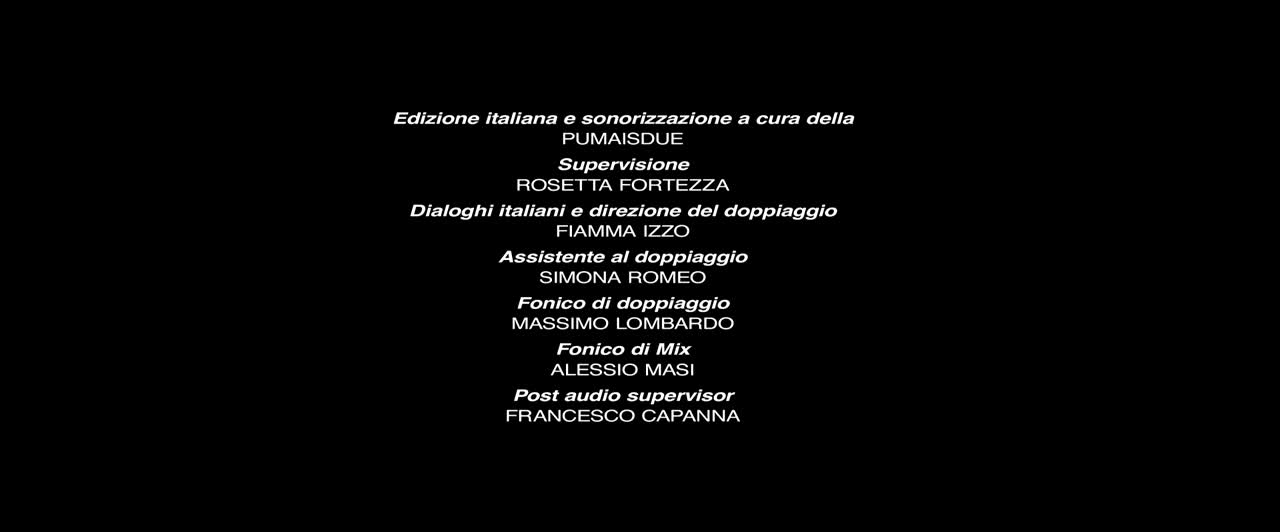 Edizione italiana e sonorizzazione a cura della
PUMAISDUE
Supervisione
ROSETTA FORTEZZA
Dialoghi italiani e direzione del doppiaggio
FIAMMA IZZO
Assistente al doppiaggio
SIMONA ROMEO
Fonico di doppiaggio
MASSIMO LOMBARDO
Fonico di Mix
ALESSIO MASI
Post audio supervisor
FRANCESCO CAPANNA